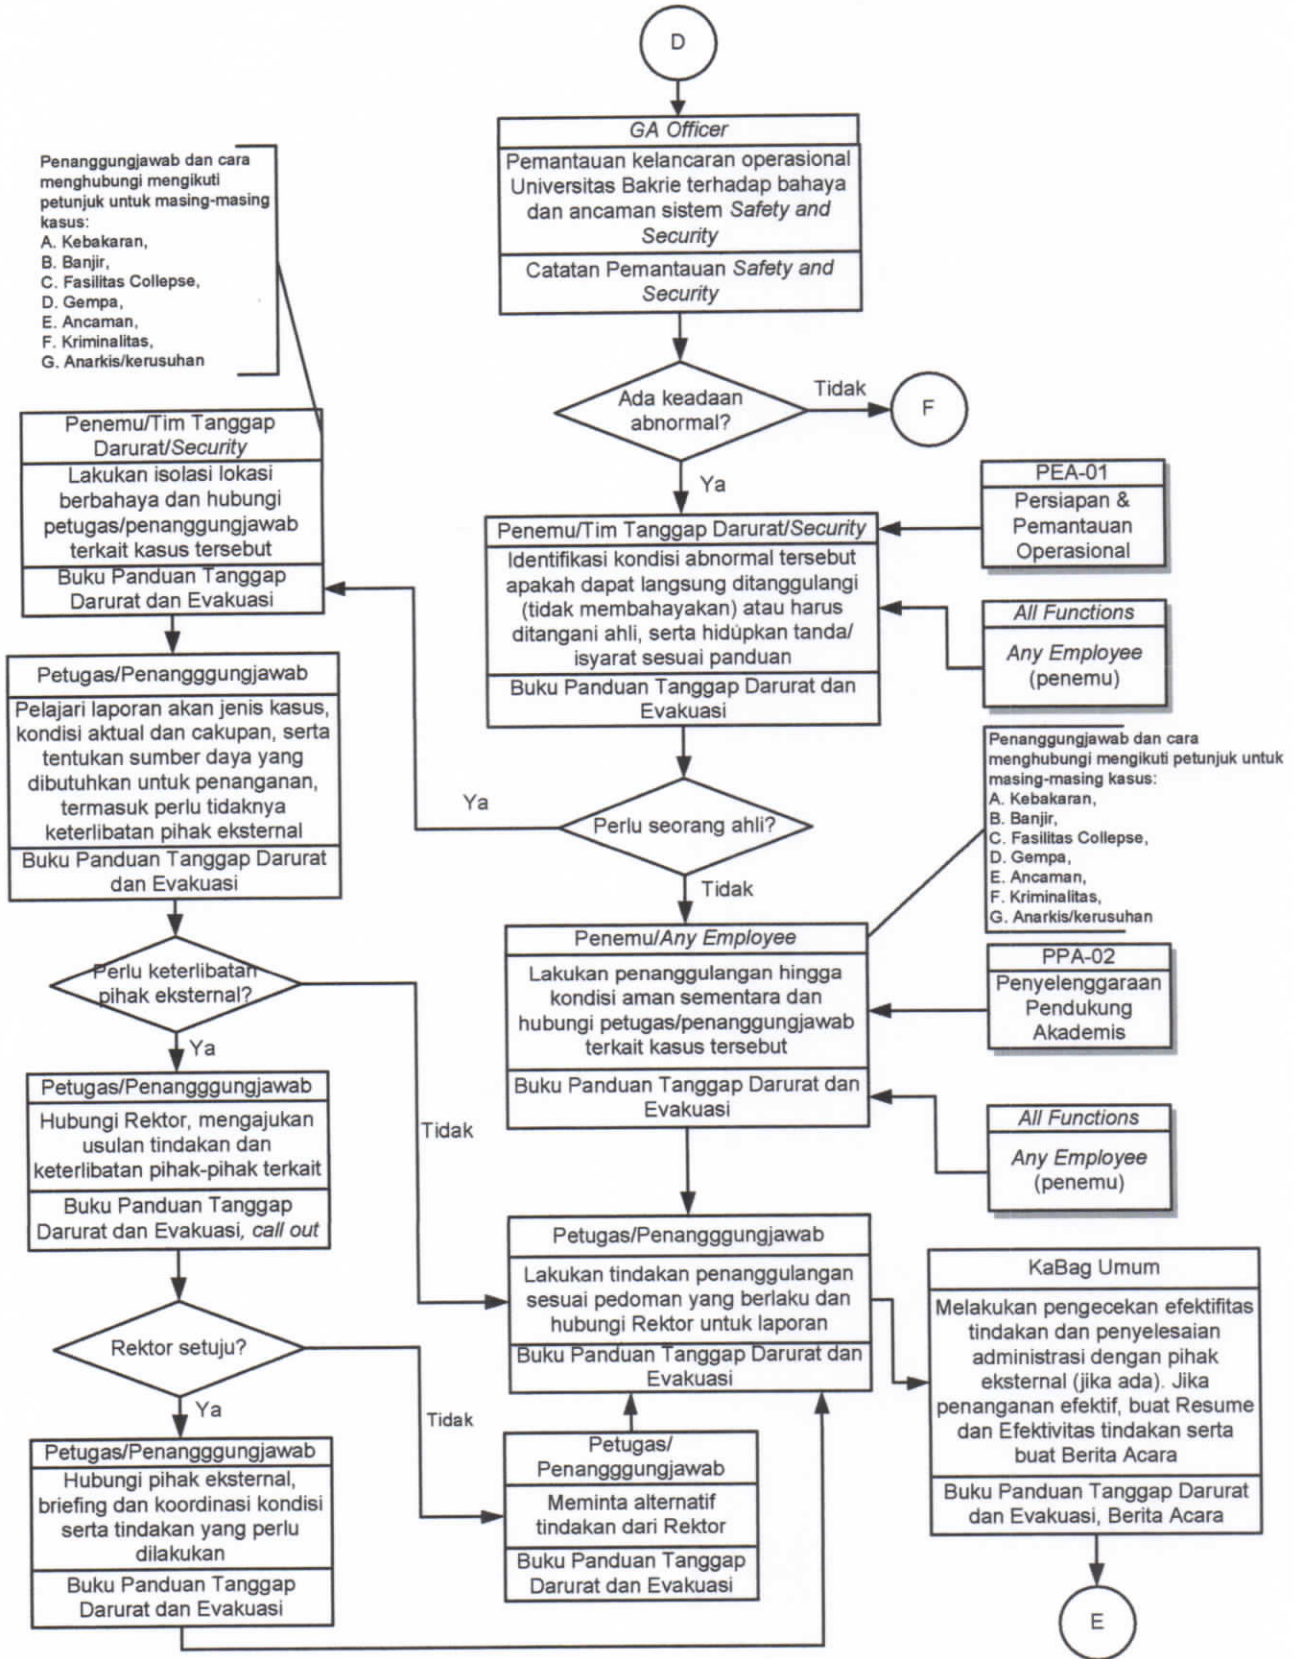 D
GA Officer
Pemantauan kelancaran operasional
Universitas Bakrie terhadap bahaya
dan ancaman sistem Safety and
Security
Catatan Pemantauan Safety and
Security
Penanggungjawab dan cara
menghubungi mengikuti
petunjuk untuk masing-masing
kasus:
A. Kebakaran,
B. Banjir,
C. Fasilitas Collepse,
D. Gempa,
E. Ancaman,
F. Kriminalitas,
G. Anarkis/kerusuhan
Ada keadaan
abnormal?
Tidak
F
Ya
Penemu/Tim Tanggap
Darurat/Security
Lakukan isolasi lokasi
berbahaya dan hubungi
petugas/penanggungjawab
terkait kasus tersebut
Buku Panduan Tanggap
Darurat dan Evakuasi
PEA-01
Persiapan &
Pemantauan
Operasional
Penemu/Tim Tanggap Darurat/Security
Identifikasi kondisi abnormal tersebut
apakah dapat langsung ditanggulangi
(tidak membahayakan) atau harus
ditangani ahli, serta hidupkan tanda/
isyarat sesuai panduan
Buku Panduan Tanggap Darurat dan
Evakuasi
All Functions
Any Employee
(penemu)
Petugas/Penangggungjawab
Pelajari laporan akan jenis kasus,
kondisi aktual dan cakupan, serta
tentukan sumber daya yang
dibutuhkan untuk penanganan,
termasuk perlu tidaknya
keterlibatan pihak eksternal
Buku Panduan Tanggap Darurat
dan Evakuasi
Ya
Perlu seorang ahli?
Tidak
Penanggungjawab dan cara
menghubungi mengikuti petunjuk untuk
masing-masing kasus:
A. Kebakaran,
B. Banjir,
C. Fasilitas Collepse,
D. Gempa,
E. Ancaman,
F. Kriminalitas,
G. Anarkis/kerusuhan
Perlu keterlibatan
pihak eksternal?
Ya
Tidak
Penemu/Any Employee
Lakukan penanggulangan hingga
kondisi aman sementara dan
hubungi petugas/penanggungjawab
terkait kasus tersebut
Buku Panduan Tanggap Darurat dan
Evakuasi
PPA-02
Penyelenggaraan
Pendukung
Akademis
All Functions
Any Employee
(penemu)
Petugas/Penangggungjawab
Hubungi Rektor, mengajukan
usulan tindakan dan
keterlibatan pihak-pihak terkait
Buku Panduan Tanggap
Darurat dan Evakuasi, call out
Petugas/Penangggungjawab
Lakukan tindakan penanggulangan
sesuai pedoman yang berlaku dan
hubungi Rektor untuk laporan
Buku Panduan Tanggap Darurat dan
Evakuasi
KaBag Umum
Melakukan pengecekan efektifitas
tindakan dan penyelesaian
administrasi dengan pihak
eksternal (jika ada). Jika
penanganan efektif, buat Resume
dan Efektivitas tindakan serta
buat Berita Acara
Buku Panduan Tanggap Darurat
dan Evakuasi, Berita Acara
Rektor setuju?
Ya
Tidak
Petugas/Penangggungjawab
Hubungi pihak eksternal,
briefing dan koordinasi kondisi
serta tindakan yang perlu
dilakukan
Buku Panduan Tanggap
Darurat dan Evakuasi
Petugas/
Penangggungjawab
Meminta alternatif
tindakan dari Rektor
Buku Panduan Tanggap
Darurat dan Evakuasi
E